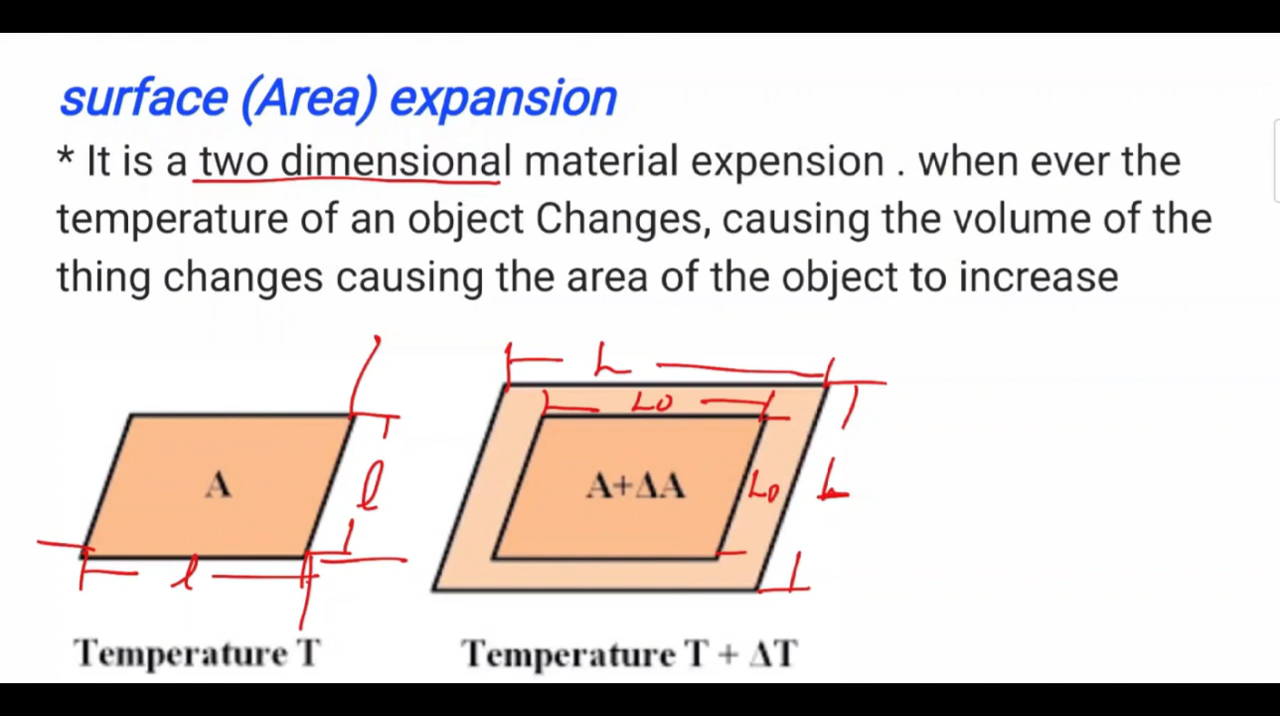 surface (Area) expansion
* It is a two dimensional material expension . when ever the
temperature of an object Changes, causing the volume of the
thing changes causing the area of the object to increase
L
Lo
A
l
A+ΔA
Lo
L
l
Temperature T
Temperature T + ΔT